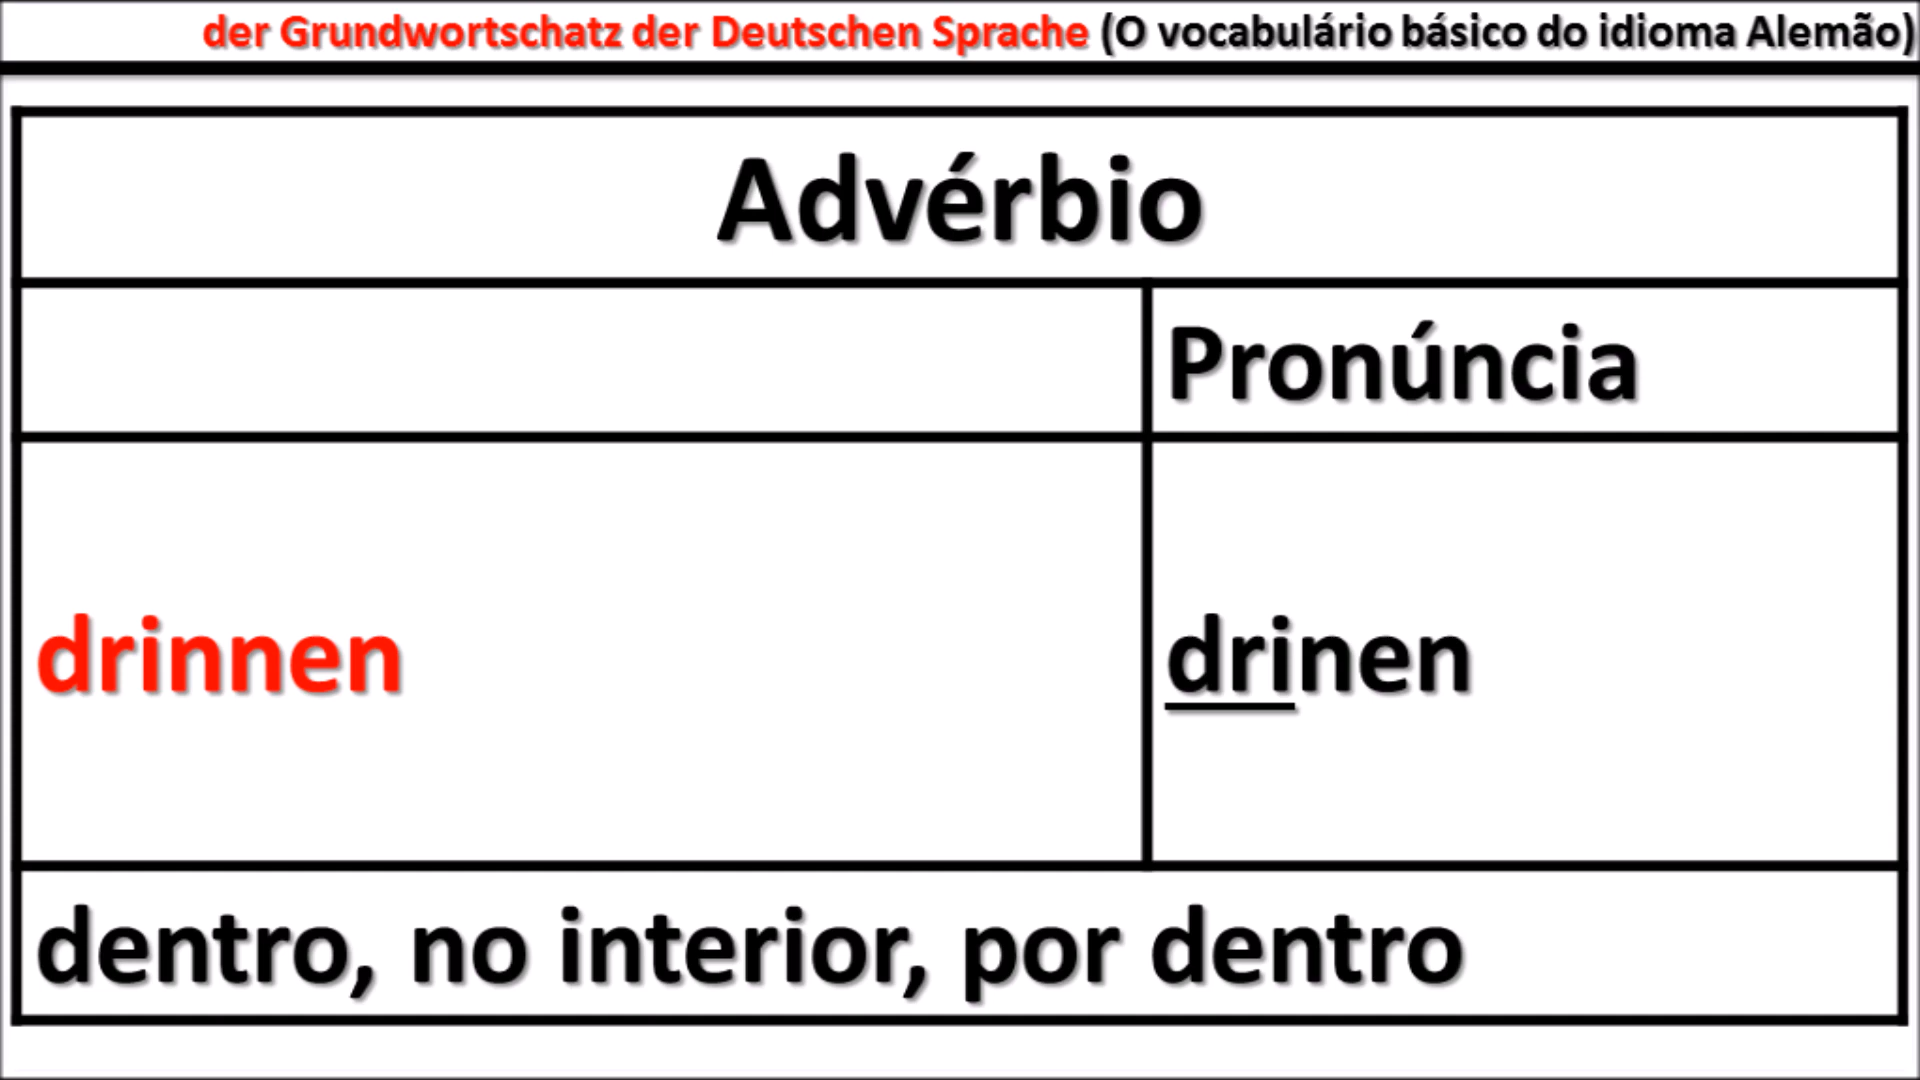 der Grundwortschatz der Deutschen Sprache (O vocabulário básico do idioma Alemão)
Advérbio
Pronúncia
drinnen
drinen
dentro, no interior, por dentro